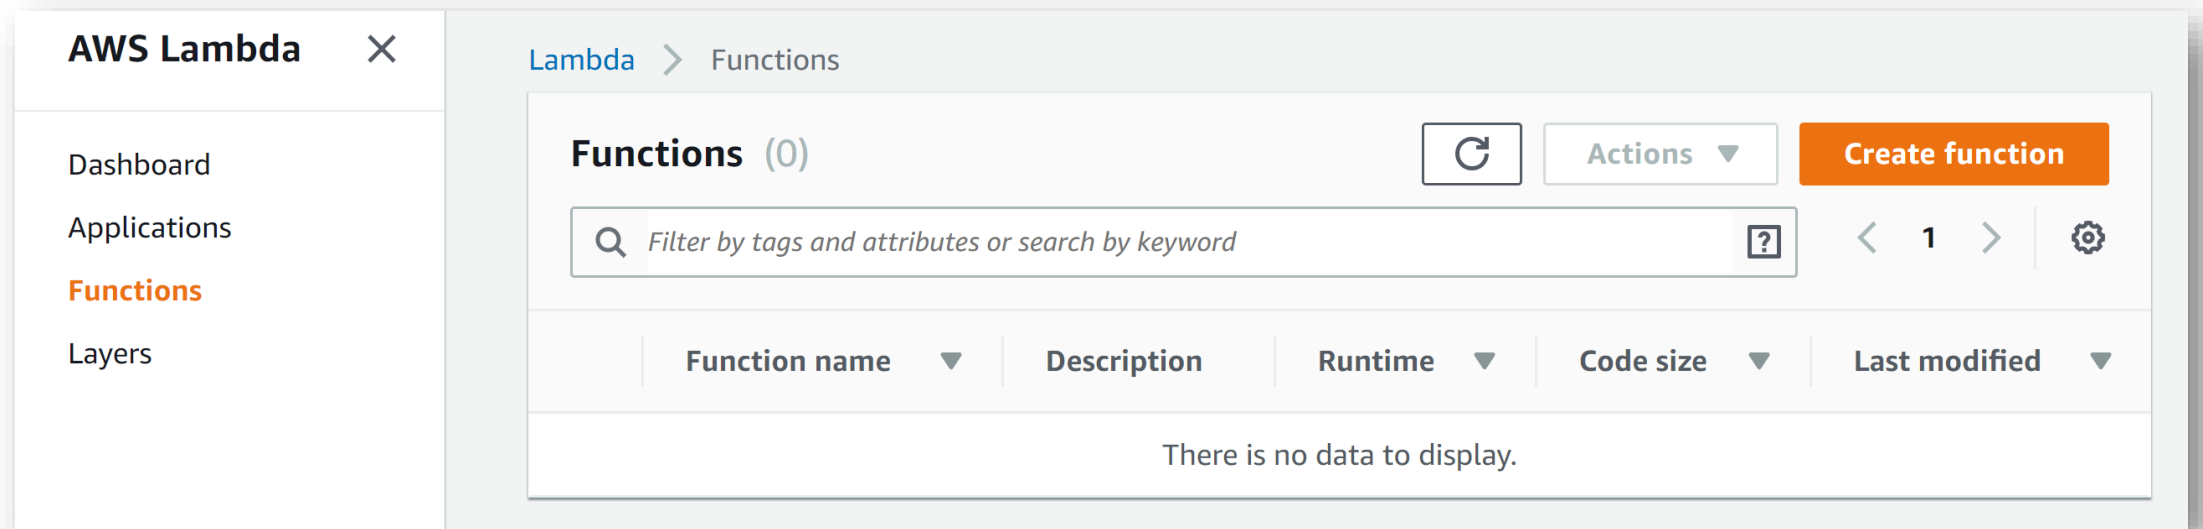 AWS Lambda
Dashboard
Applications
Functions
Layers
Lambda > Functions
Functions (0)
Actions
Create function
Filter by tags and attributes or search by keyword
1
Function name Description Runtime Code size Last modified
There is no data to display.